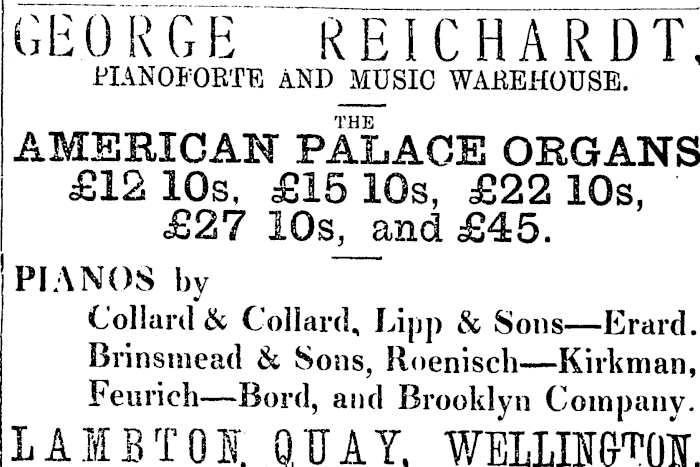 GEORGE REICHARDT,
PIANOFORTE AND MUSIC WAREHOUSE.
THE
AMERICAN PALACE ORGANS
£12 10s, £15 10s, £22 10s,
£27 10s, and £45.
PIANOS by
Collard & Collard, Lipp & Sons—Erard.
Brinsmead & Sons, Roenisch—Kirkman,
Feurich—Bord, and Brooklyn Company.
LAMBTON QUAY, WELLINGTON.